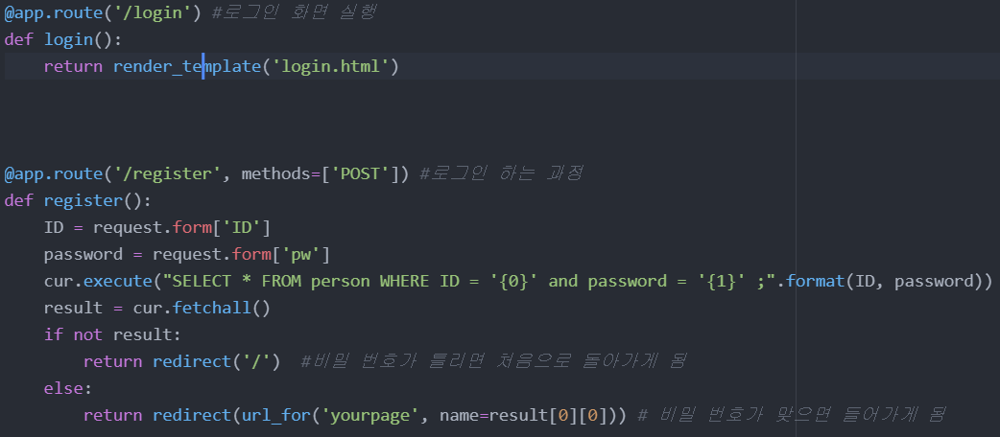 @app.route('/login') #로그인 화면 실행
def login():
    return render_template('login.html')
@app.route('/register', methods=['POST']) #로그인 하는 과정
def register():
    ID = request.form['ID']
    password = request.form['pw']
    cur.execute("SELECT * FROM person WHERE ID = '{0}' and password = '{1}' ;".format(ID, password))
    result = cur.fetchall()
    if not result:
        return redirect('/')  #비밀 번호가 틀리면 처음으로 돌아가게 됨
    else:
        return redirect(url_for('yourpage', name=result[0][0])) # 비밀 번호가 맞으면 들어가게 됨